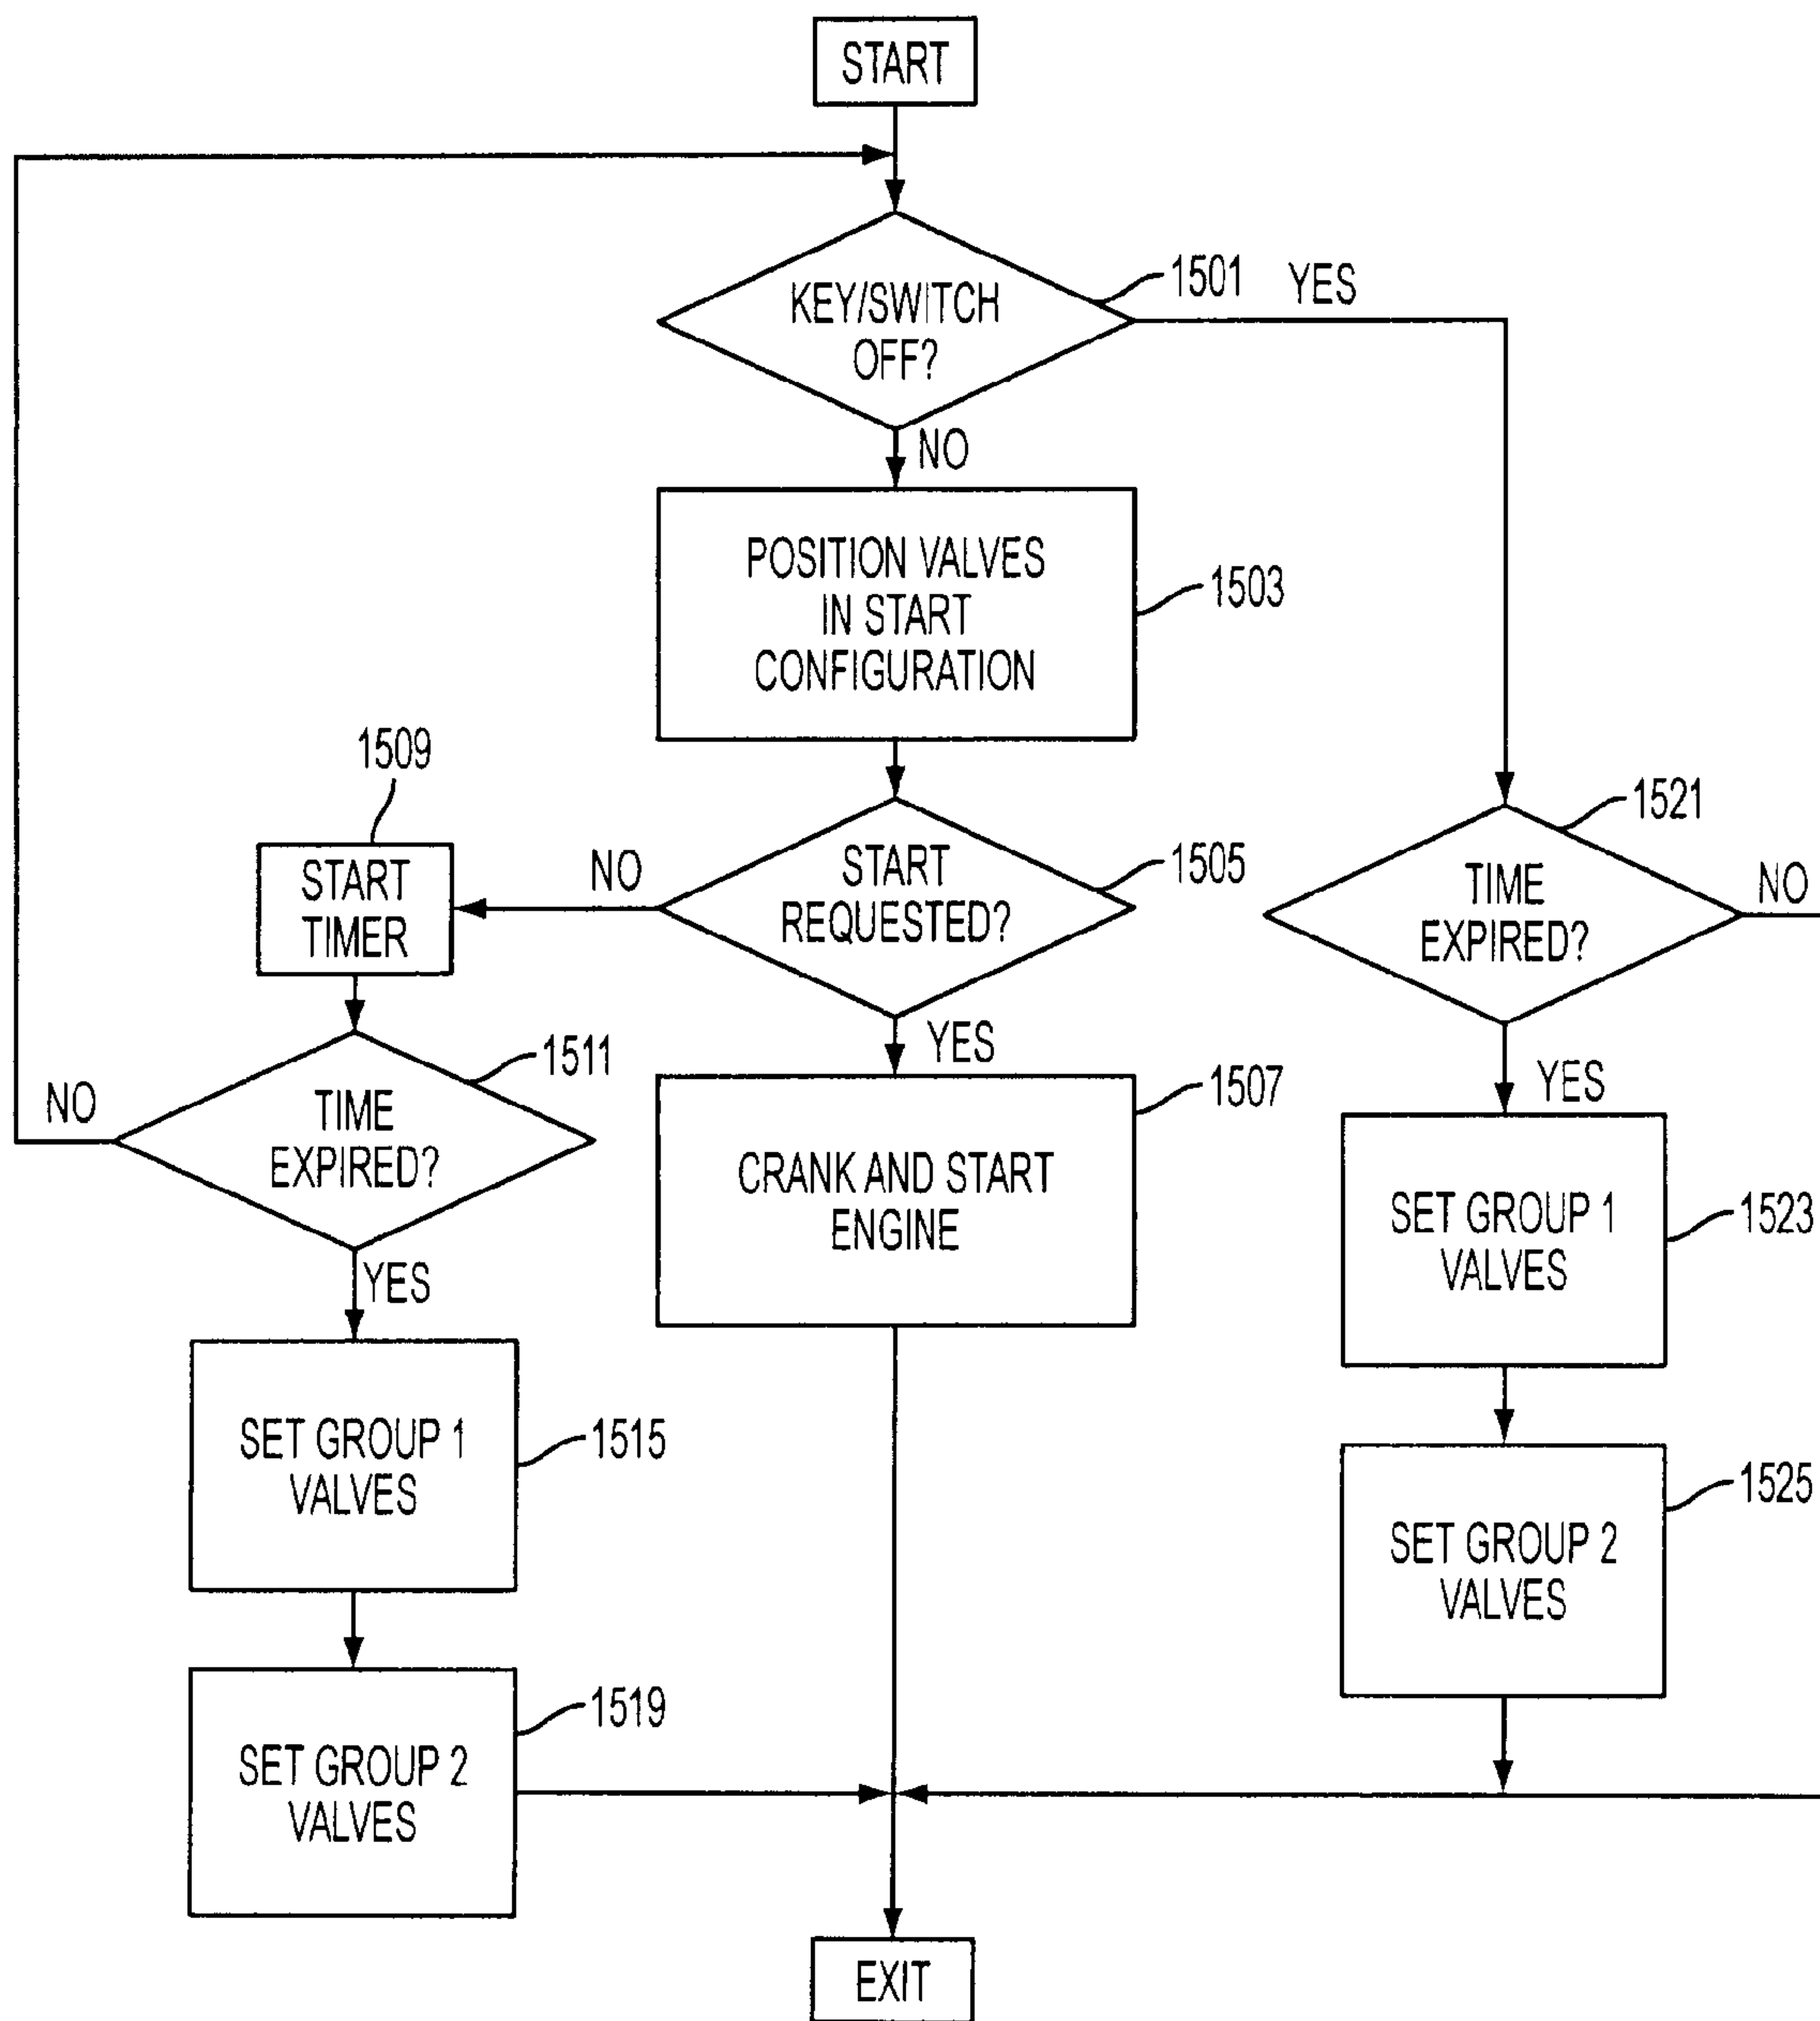 START
1501
YES
KEY/SWITCH
OFF?
NO
POSITION VALVES
IN START
CONFIGURATION
1503
1509
START
TIMER
NO
START
REQUESTED?
1505
1521
TIME
EXPIRED?
NO
YES
1511
TIME
EXPIRED?
NO
YES
1507
CRANK AND START
ENGINE
YES
SET GROUP 1
VALVES
1523
SET GROUP 1
VALVES
1515
SET GROUP 2
VALVES
1525
SET GROUP 2
VALVES
1519
EXIT